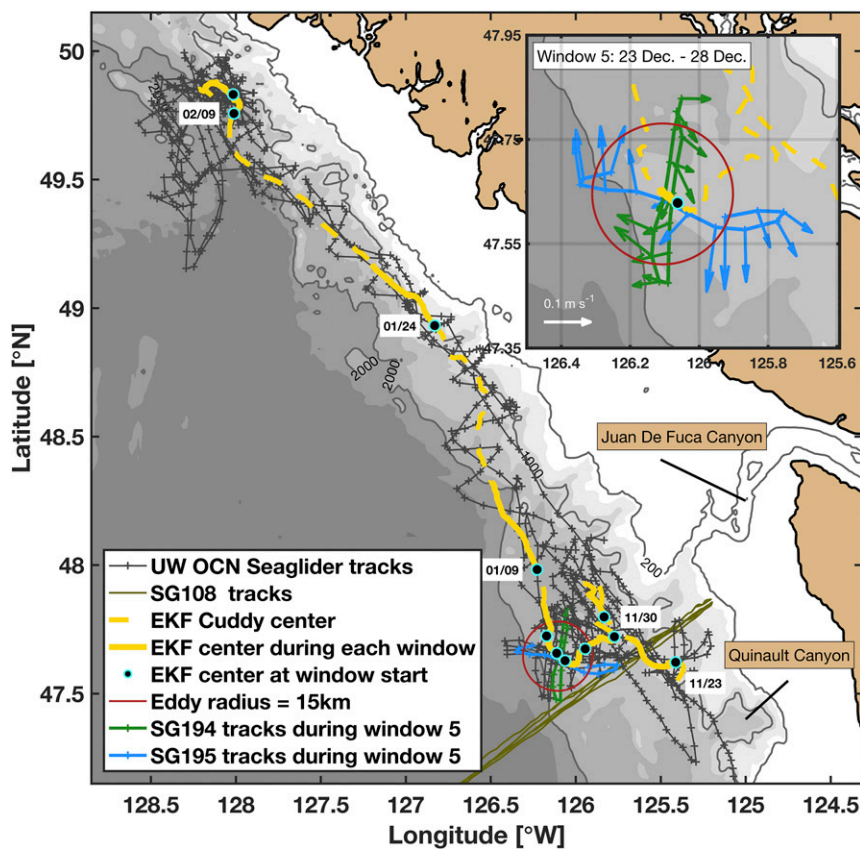 50
49.5
49
48.5
48
47.5
Latitude [°N]
128.5
128
127.5
127
126.5
126
125.5
125
124.5
Longitude [°W]
02/09
01/24
01/09
11/30
11/23
2000
2000
1000
200
Juan De Fuca Canyon
Quinault Canyon
Window 5: 23 Dec. - 28 Dec.
47.95
47.75
47.55
47.35
0.1 m s⁻¹
126.4
126.2
126
125.8
125.6
UW OCN Seaglider tracks
SG108 tracks
EKF Cuddy center
EKF center during each window
EKF center at window start
Eddy radius = 15km
SG194 tracks during window 5
SG195 tracks during window 5